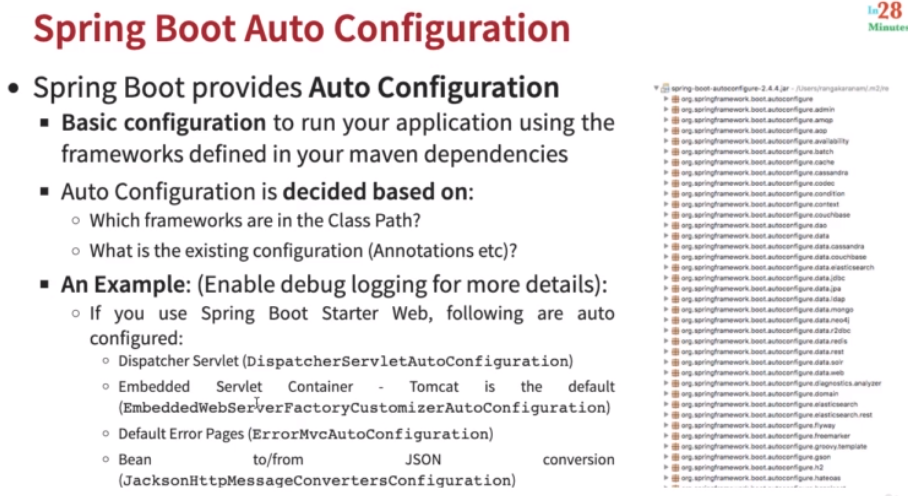 Spring Boot Auto Configuration
In28
Minutes
• Spring Boot provides Auto Configuration
▪ Basic configuration to run your application using the
frameworks defined in your maven dependencies
▪ Auto Configuration is decided based on:
○ Which frameworks are in the Class Path?
○ What is the existing configuration (Annotations etc)?
▪ An Example: (Enable debug logging for more details):
○ If you use Spring Boot Starter Web, following are auto
configured:
○ Dispatcher Servlet (DispatcherServletAutoConfiguration)
○ Embedded Servlet Container - Tomcat is the default
(EmbeddedWebServerFactoryCustomizerAutoConfiguration)
○ Default Error Pages (ErrorMvcAutoConfiguration)
○ Bean to/from JSON conversion
(JacksonHttpMessageConvertersConfiguration)
spring-boot-autoconfigure-2.4.4.jar - /Users/rangakaranam/.m2/re
org.springframework.boot.autoconfigure
org.springframework.boot.autoconfigure.admin
org.springframework.boot.autoconfigure.amqp
org.springframework.boot.autoconfigure.aop
org.springframework.boot.autoconfigure.availability
org.springframework.boot.autoconfigure.batch
org.springframework.boot.autoconfigure.cache
org.springframework.boot.autoconfigure.cassandra
org.springframework.boot.autoconfigure.codec
org.springframework.boot.autoconfigure.condition
org.springframework.boot.autoconfigure.context
org.springframework.boot.autoconfigure.couchbase
org.springframework.boot.autoconfigure.dao
org.springframework.boot.autoconfigure.data
org.springframework.boot.autoconfigure.data.cassandra
org.springframework.boot.autoconfigure.data.couchbase
org.springframework.boot.autoconfigure.data.elasticsearch
org.springframework.boot.autoconfigure.data.jdbc
org.springframework.boot.autoconfigure.data.jpa
org.springframework.boot.autoconfigure.data.ldap
org.springframework.boot.autoconfigure.data.mongo
org.springframework.boot.autoconfigure.data.neo4j
org.springframework.boot.autoconfigure.data.r2dbc
org.springframework.boot.autoconfigure.data.redis
org.springframework.boot.autoconfigure.data.rest
org.springframework.boot.autoconfigure.data.solr
org.springframework.boot.autoconfigure.data.web
org.springframework.boot.autoconfigure.diagnostics.analyzer
org.springframework.boot.autoconfigure.domain
org.springframework.boot.autoconfigure.elasticsearch
org.springframework.boot.autoconfigure.elasticsearch.rest
org.springframework.boot.autoconfigure.flyway
org.springframework.boot.autoconfigure.freemarker
org.springframework.boot.autoconfigure.groovy.template
org.springframework.boot.autoconfigure.gson
org.springframework.boot.autoconfigure.h2
org.springframework.boot.autoconfigure.hateoas